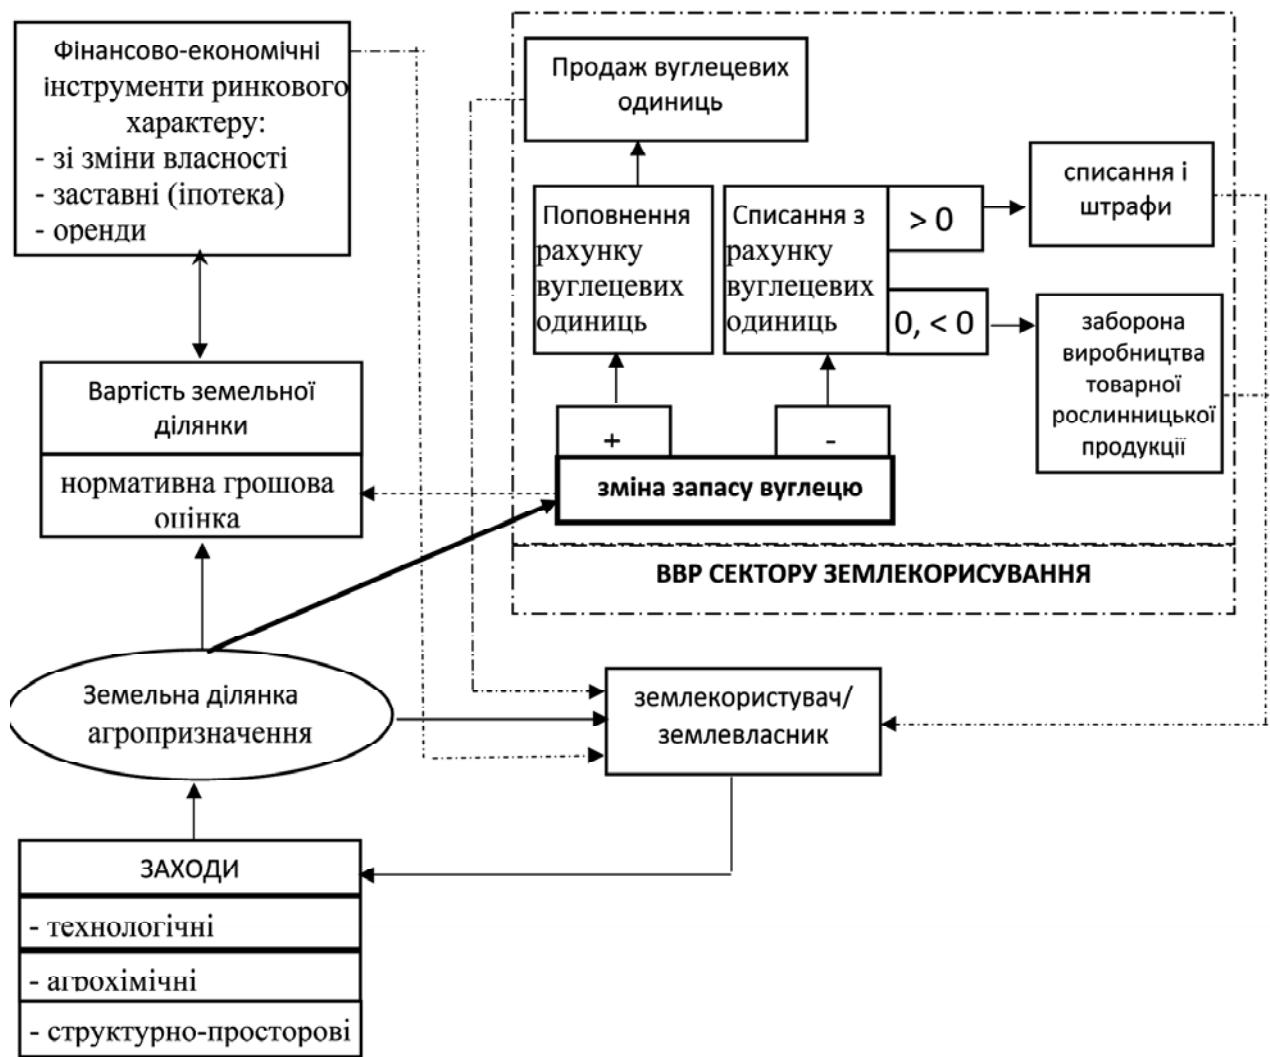 Фінансово-економічні
інструменти ринкового
характеру:
- зі зміни власності
- заставні (іпотека)
- оренди
Продаж вуглецевих
одиниць
Поповнення
рахунку
вуглецевих
одиниць
Списання з
рахунку
вуглецевих
одиниць
> 0
0, < 0
списання і
штрафи
заборона
виробництва
товарної
рослинницької
продукції
+
-
зміна запасу вуглецю
ВВР СЕКТОРУ ЗЕМЛЕКОРИСУВАННЯ
Вартість земельної
ділянки
нормативна грошова
оцінка
Земельна ділянка
агропризначення
землекористувач/
землевласник
ЗАХОДИ
- технологічні
- агрохімічні
- структурно-просторові